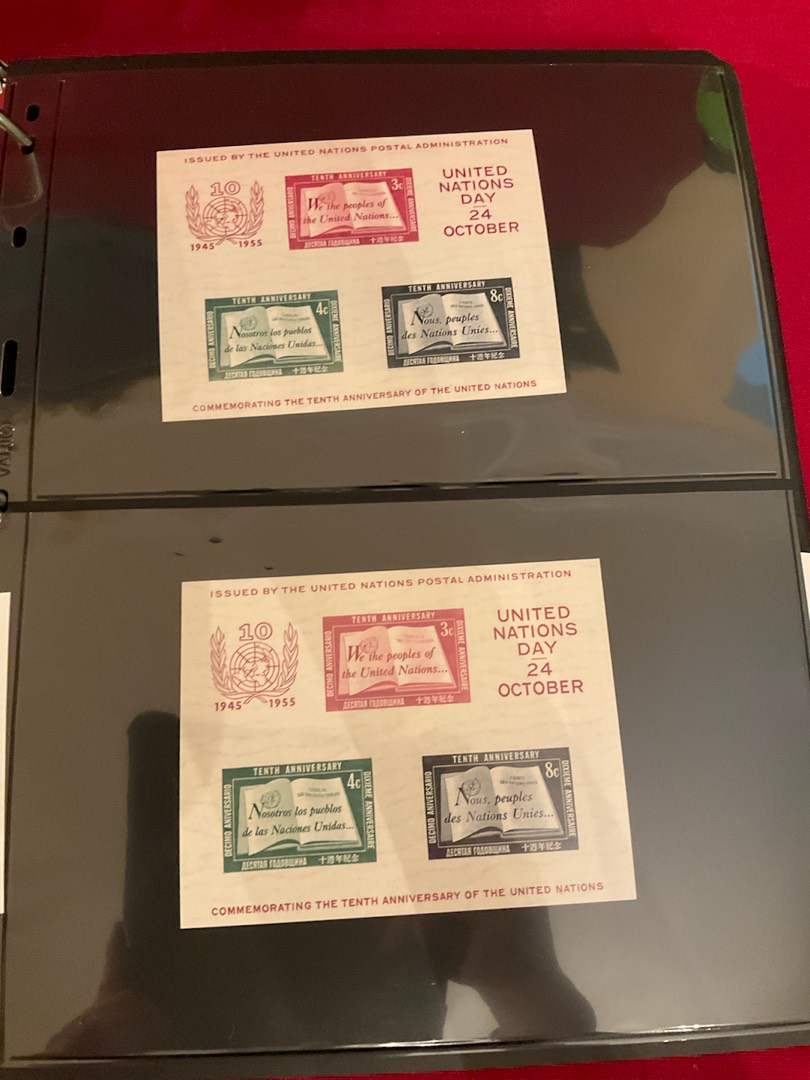 ISSUED BY THE UNITED NATIONS POSTAL ADMINISTRATION
10
1945 1955
TENTH ANNIVERSARY
DECIMO ANIVERSARIO
3c
We the peoples of
the United Nations...
DIXIEME ANNIVERSAIRE
ДЕСЯТАЯ ГОДОВЩИНА 十週年紀念
UNITED
NATIONS
DAY
24
OCTOBER
TENTH ANNIVERSARY
DECIMO ANIVERSARIO
4c
Nosotros los pueblos
de las Naciones Unidas...
DIXIEME ANNIVERSAIRE
ДЕСЯТАЯ ГОДОВЩИНА 十週年紀念
TENTH ANNIVERSARY
DECIMO ANIVERSARIO
8c
Nous, peuples
des Nations Unies...
DIXIEME ANNIVERSAIRE
ДЕСЯТАЯ ГОДОВЩИНА 十週年紀念
COMMEMORATING THE TENTH ANNIVERSARY OF THE UNITED NATIONS
ISSUED BY THE UNITED NATIONS POSTAL ADMINISTRATION
10
1945 1955
TENTH ANNIVERSARY
DECIMO ANIVERSARIO
3c
We the peoples of
the United Nations...
DIXIEME ANNIVERSAIRE
ДЕСЯТАЯ ГОДОВЩИНА 十週年紀念
UNITED
NATIONS
DAY
24
OCTOBER
TENTH ANNIVERSARY
DECIMO ANIVERSARIO
4c
Nosotros los pueblos
de las Naciones Unidas...
DIXIEME ANNIVERSAIRE
ДЕСЯТАЯ ГОДОВЩИНА 十週年紀念
TENTH ANNIVERSARY
DECIMO ANIVERSARIO
8c
Nous, peuples
des Nations Unies...
DIXIEME ANNIVERSAIRE
ДЕСЯТАЯ ГОДОВЩИНА 十週年紀念
COMMEMORATING THE TENTH ANNIVERSARY OF THE UNITED NATIONS